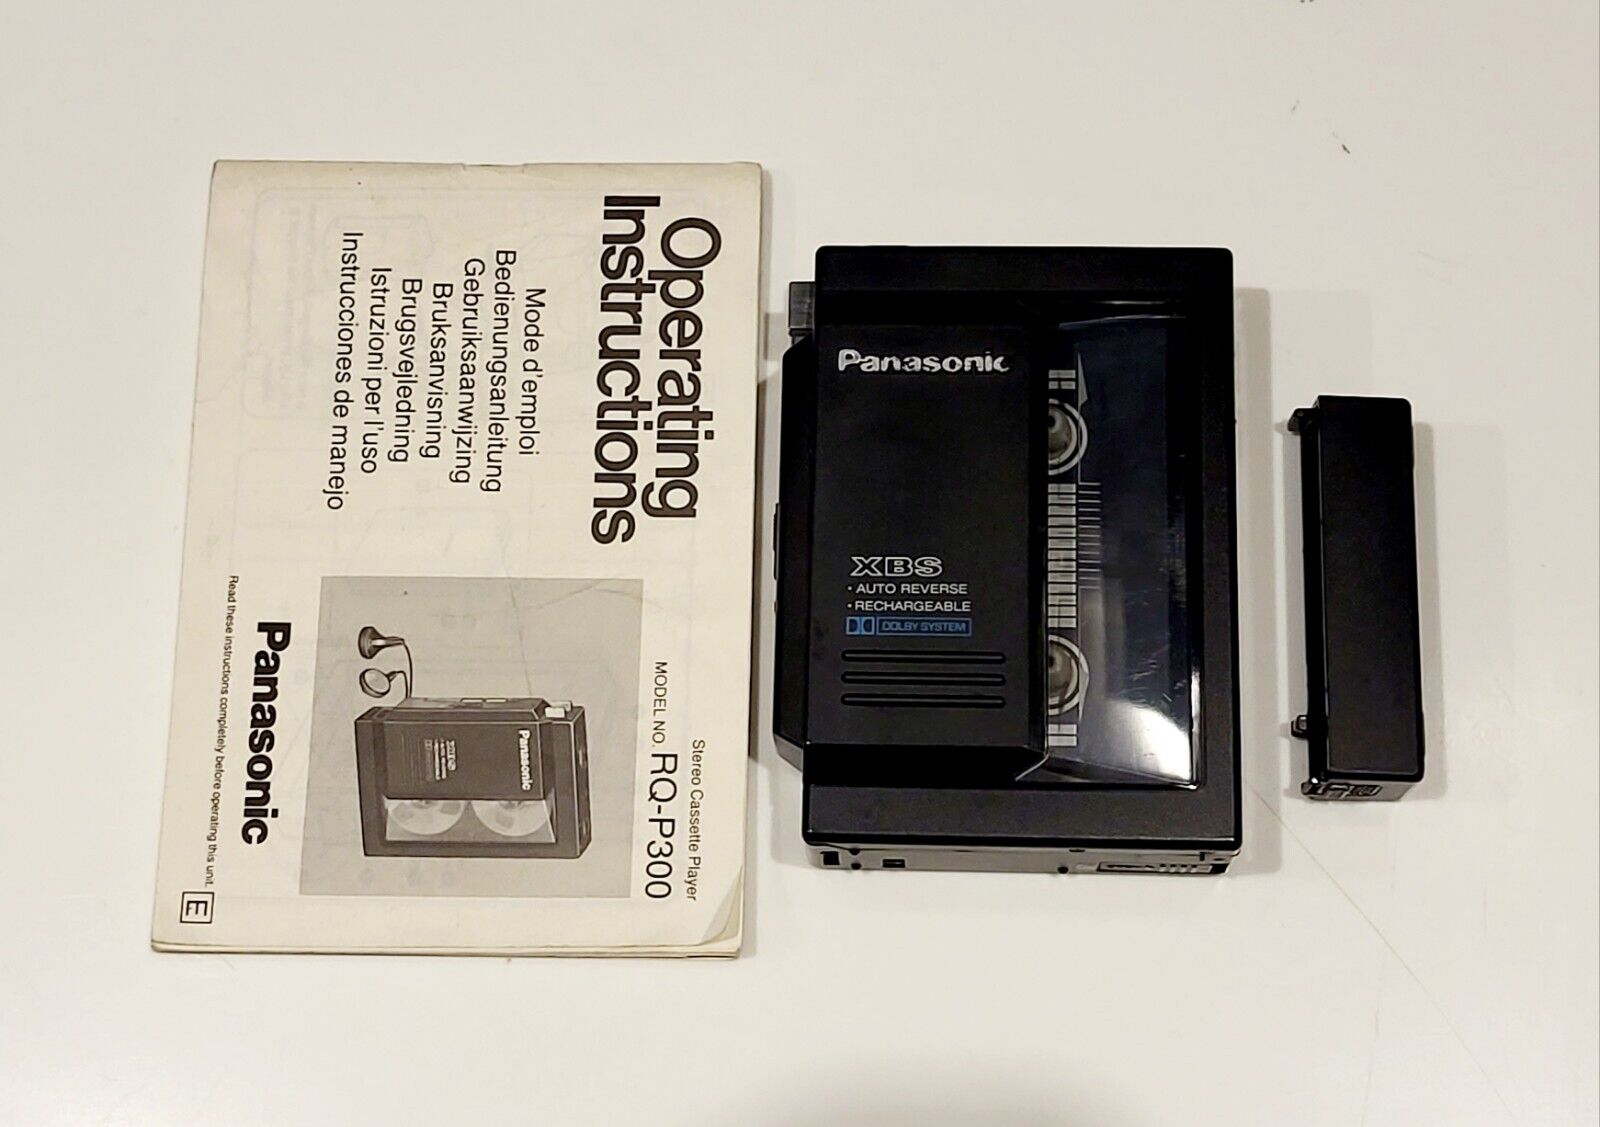 Operating
Instructions
Mode d'emploi
Bedienungsanleitung
Gebruiksaanwijzing
Bruksanvisning
Brugsvejledning
Istruzioni per l'uso
Instrucciones de manejo
Stereo Cassette Player
MODEL NO. RQ-P300
Panasonic
XBS
Panasonic
Read these instructions completely before operating this unit.
E
Panasonic
XBS
· AUTO REVERSE
· RECHARGEABLE
DOLBY SYSTEM